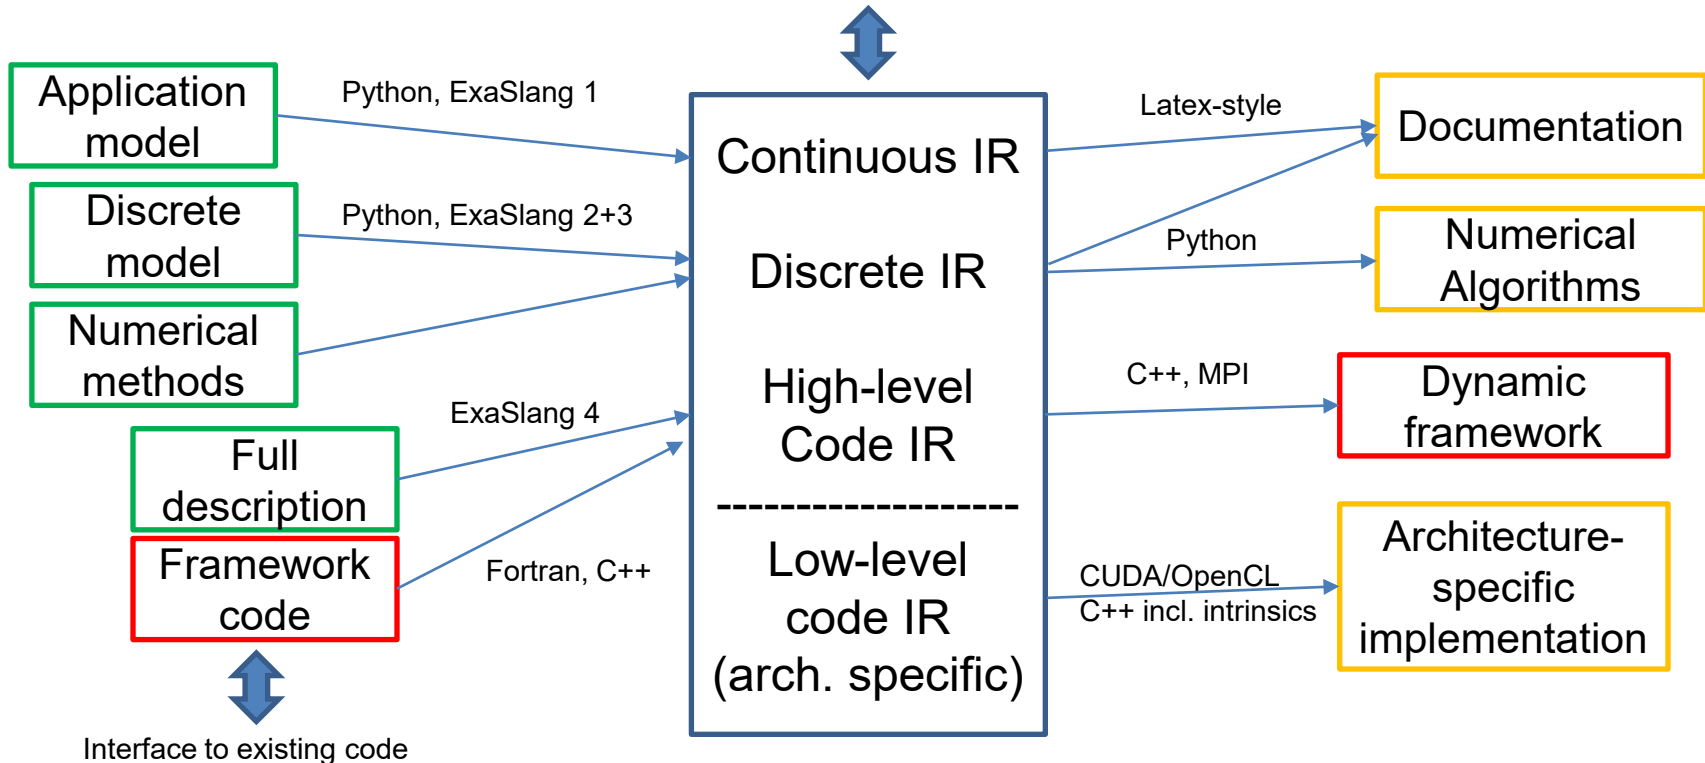 Application
model
Python, ExaSlang 1
Discrete
model
Python, ExaSlang 2+3
Numerical
methods
Full
description
ExaSlang 4
Framework
code
Fortran, C++
Interface to existing code
Continuous IR
Discrete IR
High-level
Code IR
-------------------
Low-level
code IR
(arch. specific)
Latex-style
Documentation
Python
Numerical
Algorithms
C++, MPI
Dynamic
framework
CUDA/OpenCL
C++ incl. intrinsics
Architecture-
specific
implementation